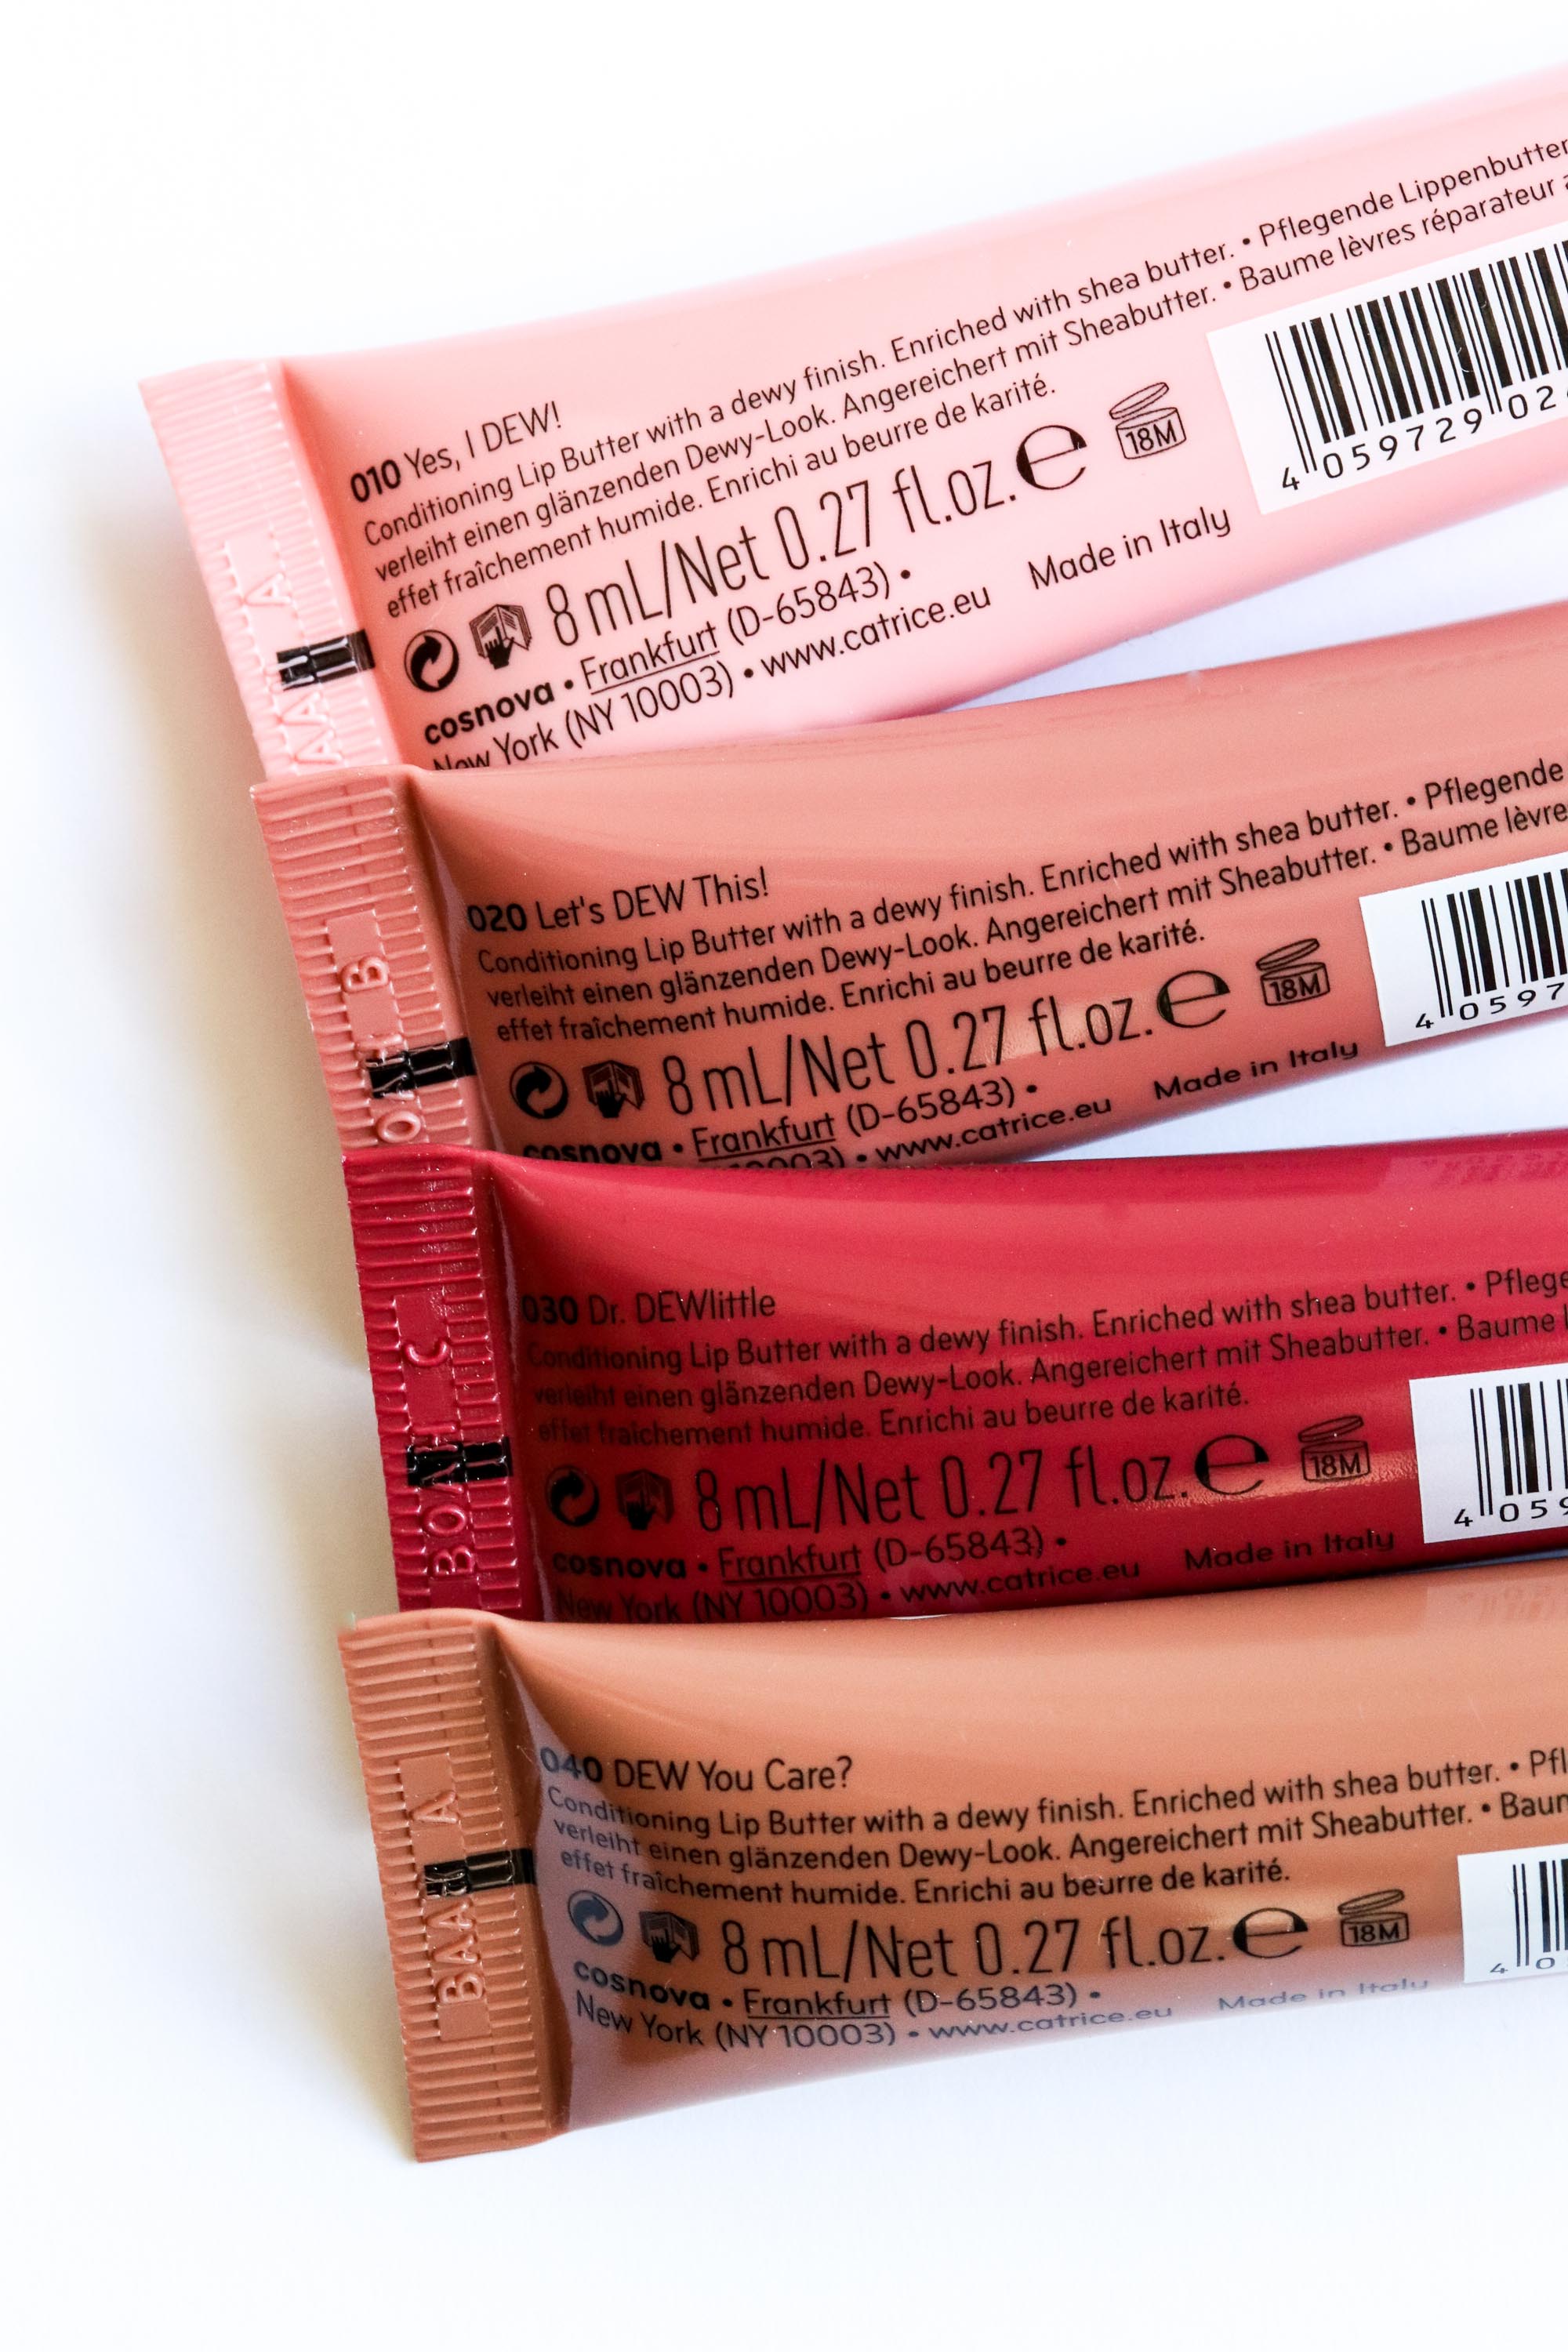 010 Yes, I DEW!
Conditioning Lip Butter with a dewy finish. Enriched with shea butter. • Pflegende Lippenbutter
verleiht einen glänzenden Dewy-Look. Angereichert mit Sheabutter. • Baume lèvres réparateur
effet fraîchement humide. Enrichi au beurre de karité.
8 mL/Net 0.27 fl.oz. e 18M
cosnova • Frankfurt (D-65843) •
New York (NY 10003) • www.catrice.eu Made in Italy
4 059729 02
A
020 Let's DEW This!
Conditioning Lip Butter with a dewy finish. Enriched with shea butter. • Pflegende
verleiht einen glänzenden Dewy-Look. Angereichert mit Sheabutter. • Baume lèvre
effet fraîchement humide. Enrichi au beurre de karité.
8 mL/Net 0.27 fl.oz. e 18M
cosnova • Frankfurt (D-65843) •
10003) • www.catrice.eu Made in Italy
4 0597
B
030 Dr. DEWlittle
Conditioning Lip Butter with a dewy finish. Enriched with shea butter. • Pflege
verleiht einen glänzenden Dewy-Look. Angereichert mit Sheabutter. • Baume
effet fraîchement humide. Enrichi au beurre de karité.
8 mL/Net 0.27 fl.oz. e 18M
cosnova • Frankfurt (D-65843) •
New York (NY 10003) • www.catrice.eu Made in Italy
4 059
C
040 DEW You Care?
Conditioning Lip Butter with a dewy finish. Enriched with shea butter. • Pfl
verleiht einen glänzenden Dewy-Look. Angereichert mit Sheabutter. • Baum
effet fraîchement humide. Enrichi au beurre de karité.
8 mL/Net 0.27 fl.oz. e 18M
cosnova • Frankfurt (D-65843) •
New York (NY 10003) • www.catrice.eu Made in Italy
4 0
A